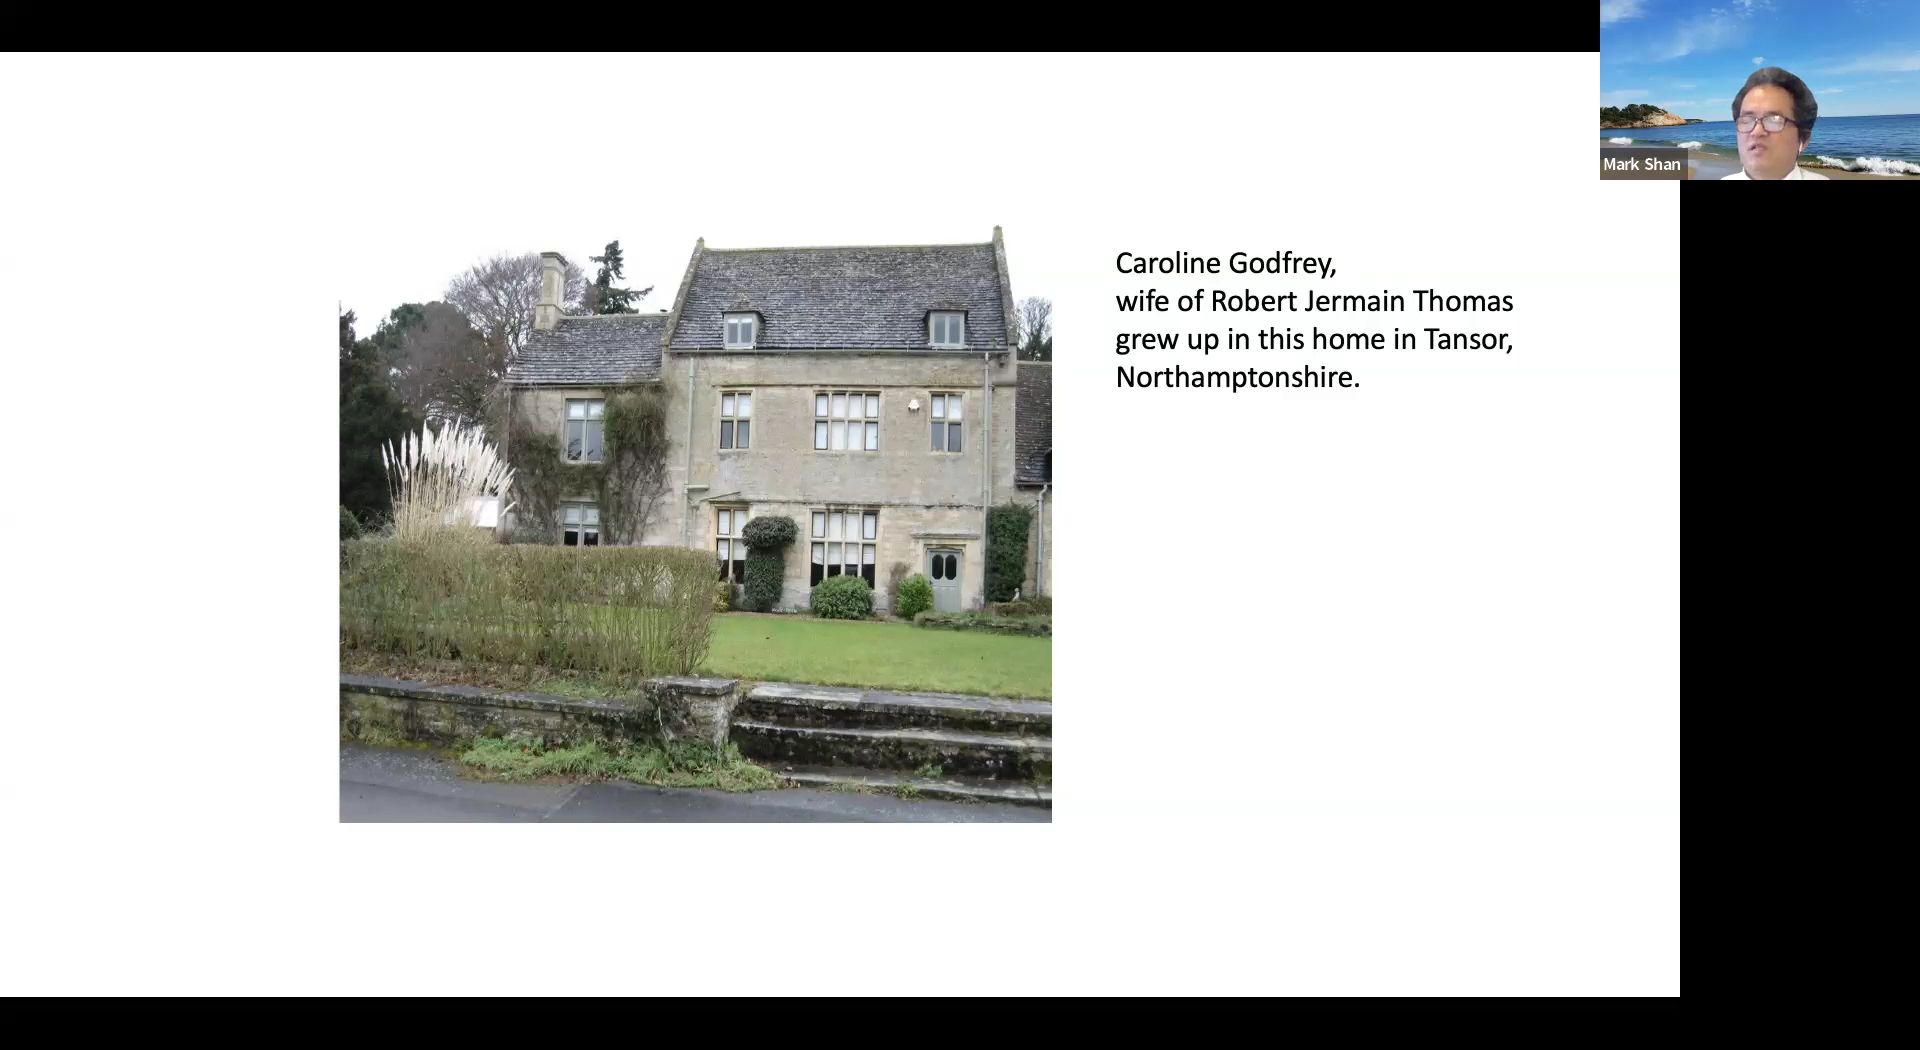 Mark Shan
Caroline Godfrey,
wife of Robert Jermain Thomas
grew up in this home in Tansor,
Northamptonshire.